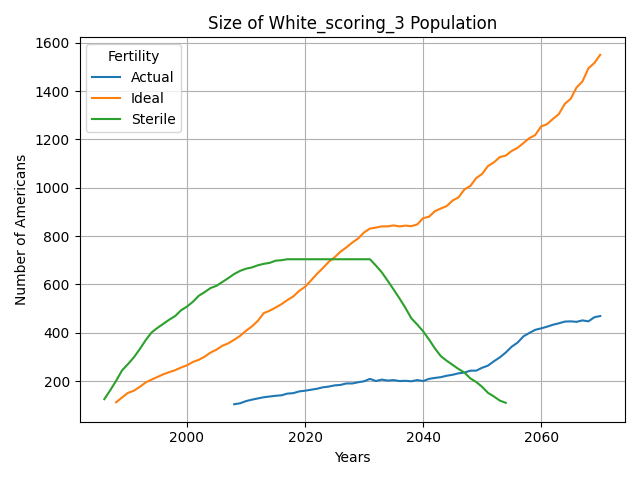 Size of White_scoring_3 Population
Number of Americans
1600
1400
1200
1000
800
600
400
200
Fertility
Actual
Ideal
Sterile
2000 2020 2040 2060
Years